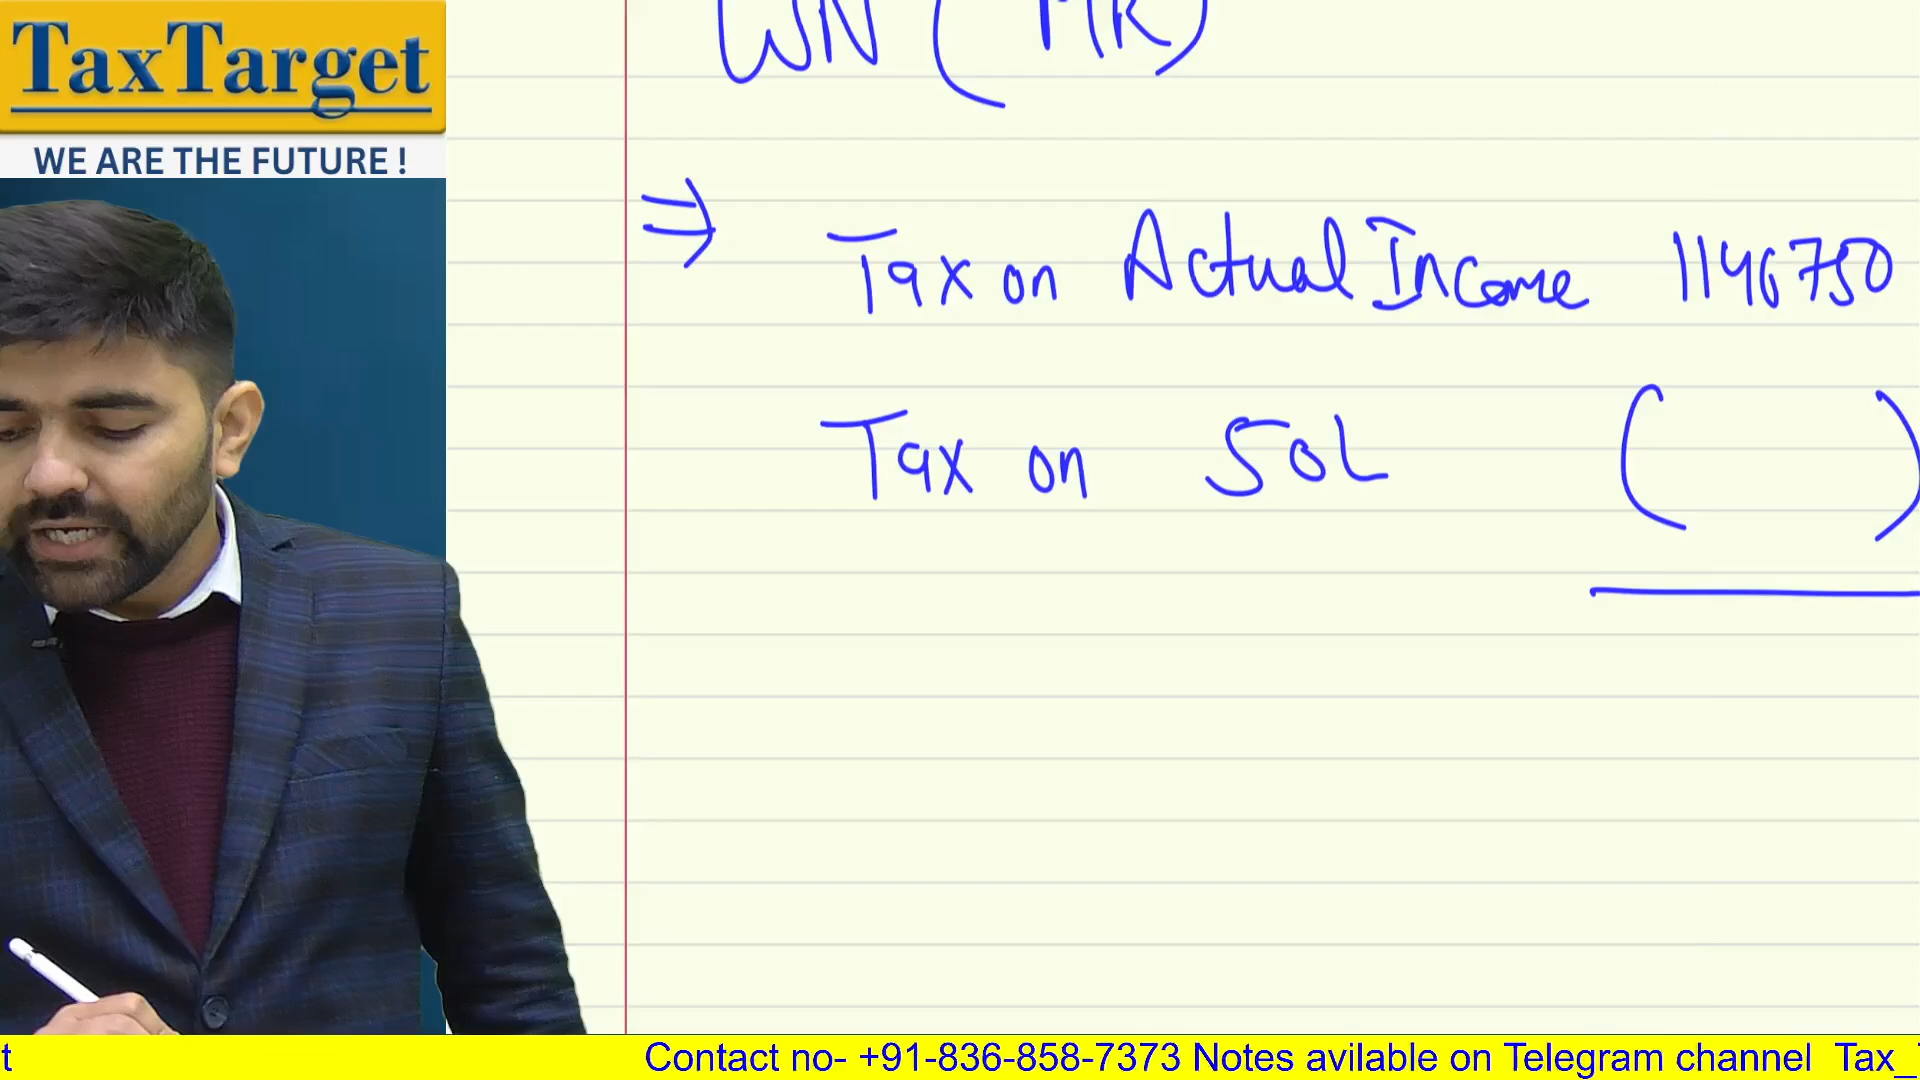 TaxTarget
WE ARE THE FUTURE !
WN (MR)
⇒ Tax on Actual Income 1146750
Tax on 50L ( )
t Contact no- +91-836-858-7373 Notes avilable on Telegram channel Tax_